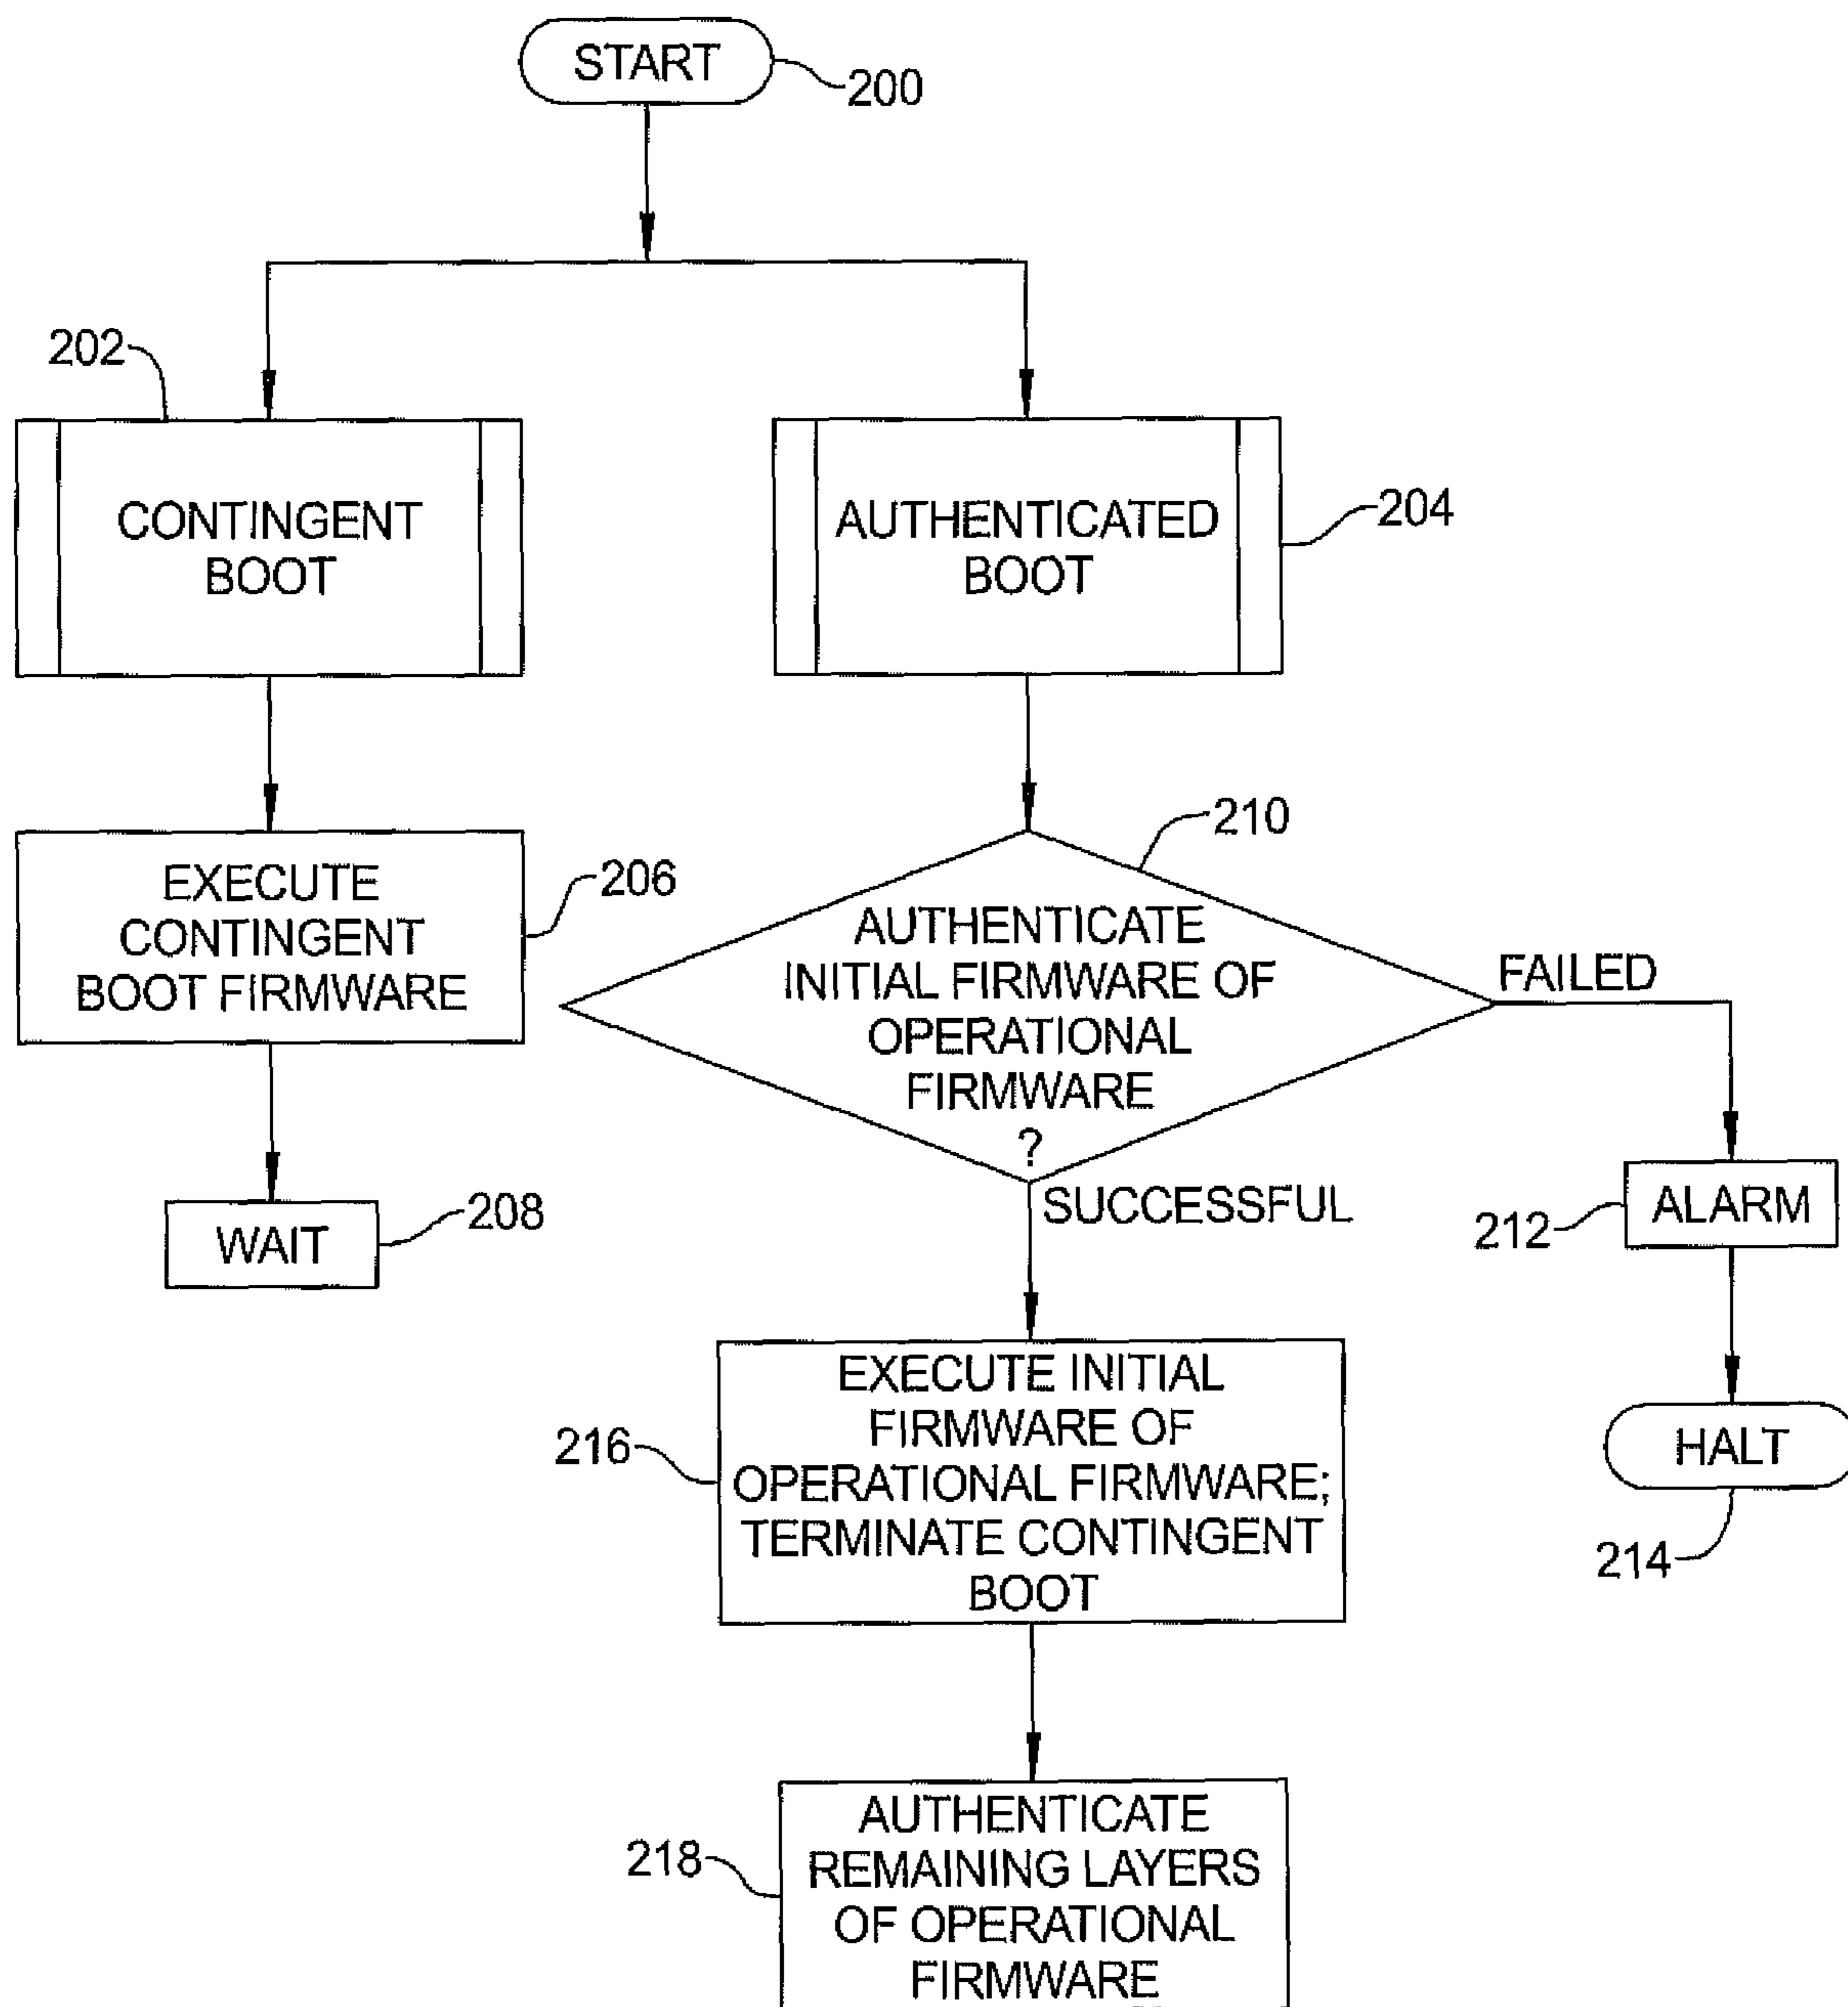 START
200
202
CONTINGENT
BOOT
AUTHENTICATED
BOOT
204
EXECUTE
CONTINGENT
BOOT FIRMWARE
206
WAIT
208
210
AUTHENTICATE
INITIAL FIRMWARE OF
OPERATIONAL
FIRMWARE
?
FAILED
SUCCESSFUL
212
ALARM
HALT
214
216
EXECUTE INITIAL
FIRMWARE OF
OPERATIONAL FIRMWARE;
TERMINATE CONTINGENT
BOOT
218
AUTHENTICATE
REMAINING LAYERS
OF OPERATIONAL
FIRMWARE